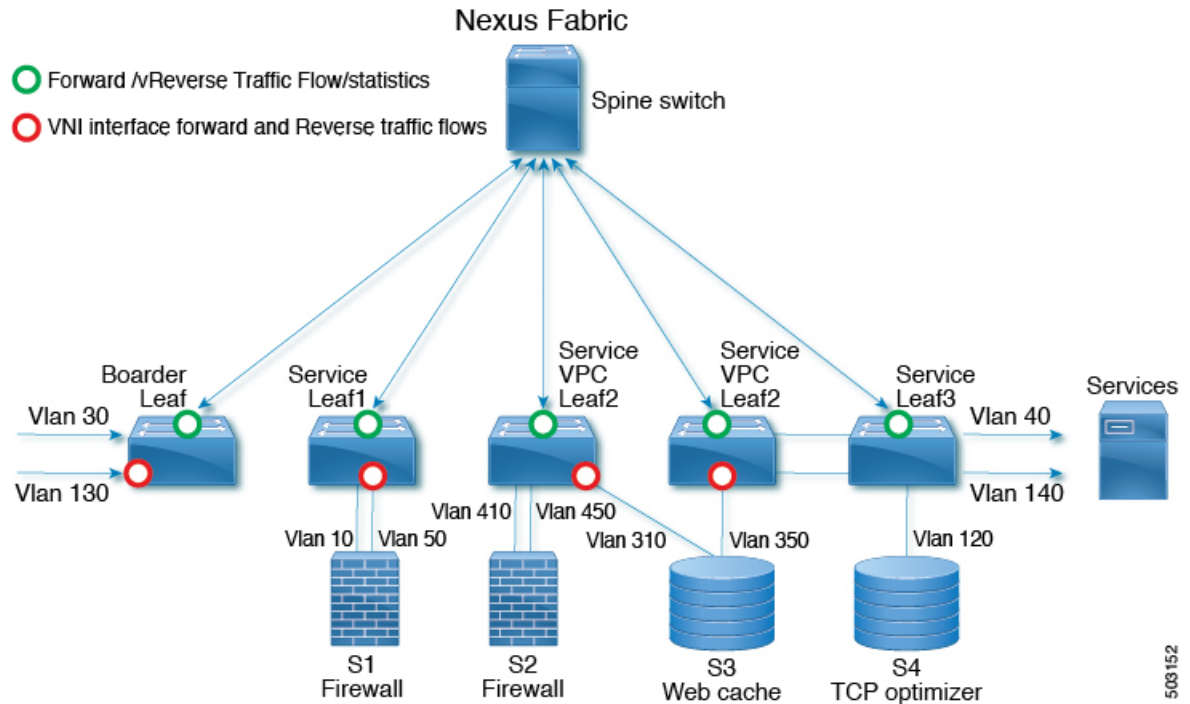 Nexus Fabric
Forward /vReverse Traffic Flow/statistics
VNI interface forward and Reverse traffic flows
Spine switch
Boarder
Leaf
Service
Leaf1
Service
VPC
Leaf2
Service
VPC
Leaf2
Service
Leaf3
Services
Vlan 30
Vlan 130
Vlan 40
Vlan 140
Vlan 10
Vlan 50
Vlan 410
Vlan 450
Vlan 310
Vlan 350
Vlan 120
S1
Firewall
S2
Firewall
S3
Web cache
S4
TCP optimizer
503152